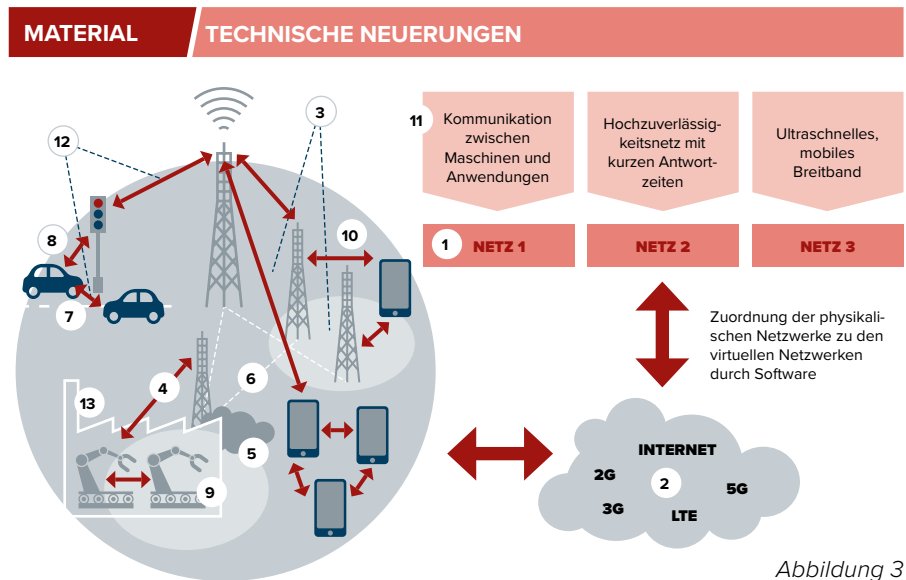 MATERIAL
TECHNISCHE NEUERUNGEN
3
12
8
7
10
4
6
13
5
9
11
Kommunikation
zwischen
Maschinen und
Anwendungen
Hochzuverlässig-
keitsnetz mit
kurzen Antwort-
zeiten
Ultraschnelles,
mobiles
Breitband
1
NETZ 1
NETZ 2
NETZ 3
Zuordnung der physikali-
schen Netzwerke zu den
virtuellen Netzwerken
durch Software
INTERNET
2G
2
5G
3G
LTE
Abbildung 3